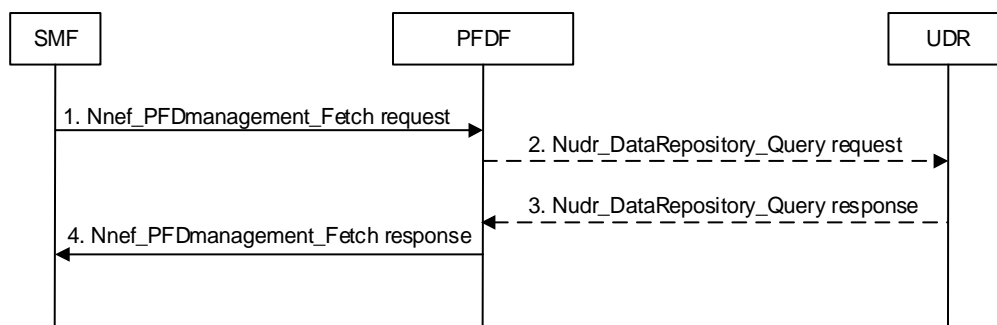 SMF
PFDF
UDR
1. Nnef_PFDmanagement_Fetch request
2. Nudr_DataRepository_Query request
3. Nudr_DataRepository_Query response
4. Nnef_PFDmanagement_Fetch response